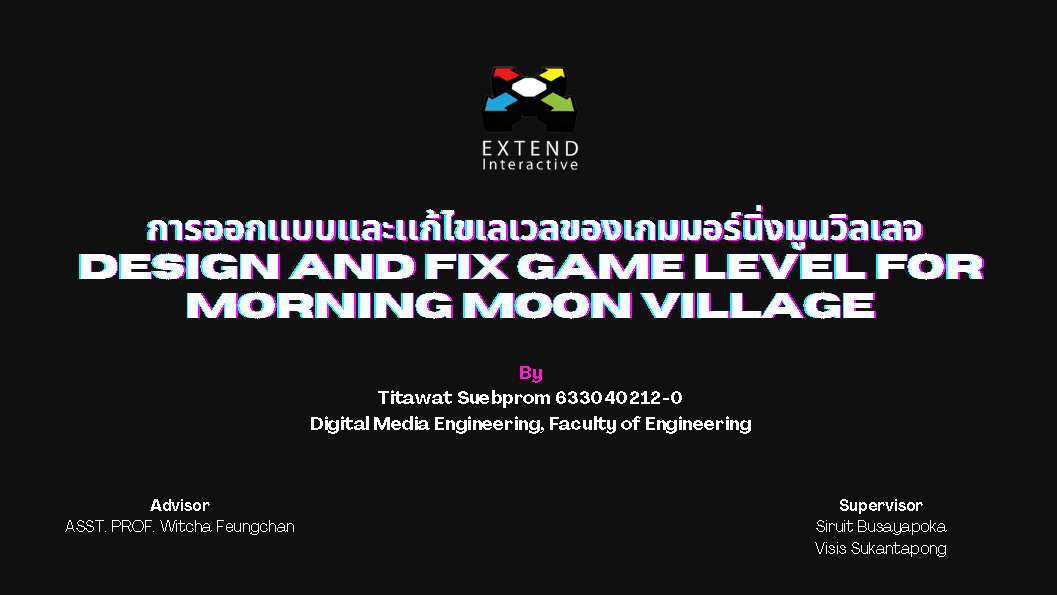 EXTEND
Interactive
การออกแบบและแก้ไขเลเวลของเกมมอร์นิ่งมูนวิลเลจ
DESIGN AND FIX GAME LEVEL FOR
MORNING MOON VILLAGE
By
Titawat Suebprom 633040212-0
Digital Media Engineering, Faculty of Engineering
Advisor
ASST. PROF. Witcha Feungchan
Supervisor
Siruit Busayapoka
Visis Sukantapong